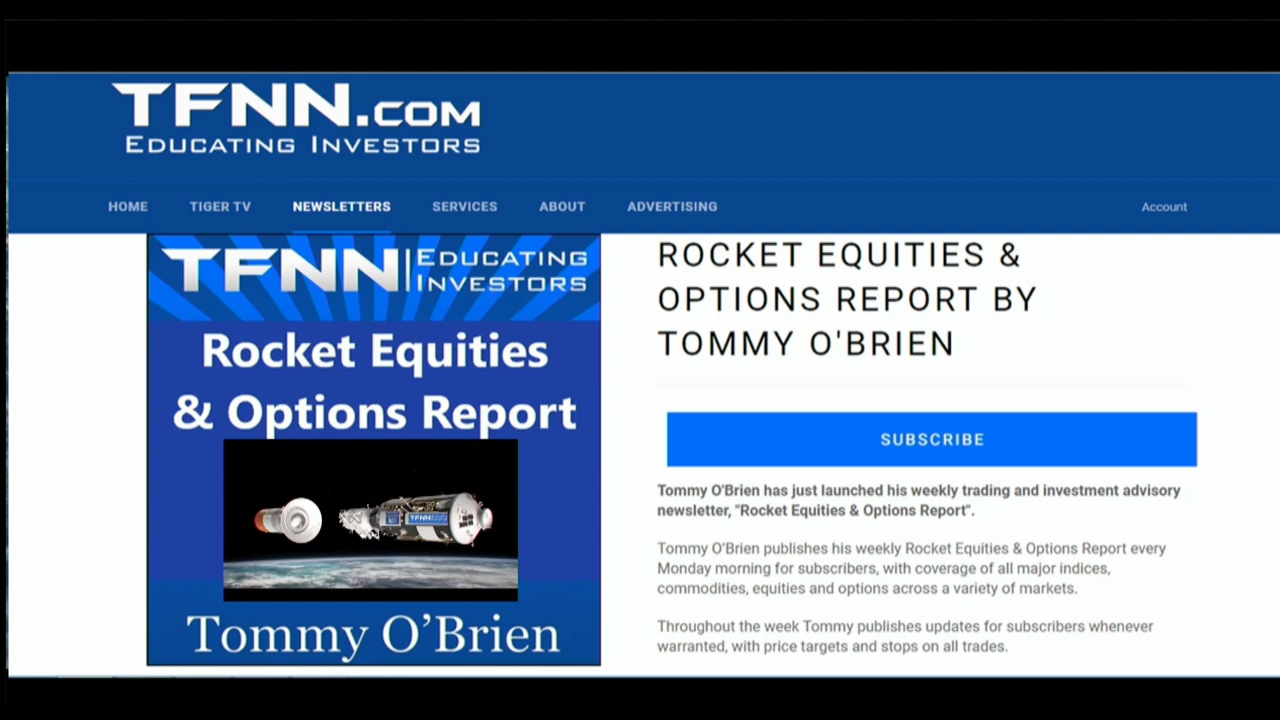 TFNN.COM
EDUCATING INVESTORS
HOME TIGER TV NEWSLETTERS SERVICES ABOUT ADVERTISING Account
TFNN EDUCATING
INVESTORS
Rocket Equities
& Options Report
TFNN
Tommy O’Brien
ROCKET EQUITIES &
OPTIONS REPORT BY
TOMMY O'BRIEN
SUBSCRIBE
Tommy O'Brien has just launched his weekly trading and investment advisory
newsletter, "Rocket Equities & Options Report".
Tommy O’Brien publishes his weekly Rocket Equities & Options Report every
Monday morning for subscribers, with coverage of all major indices,
commodities, equities and options across a variety of markets.
Throughout the week Tommy publishes updates for subscribers whenever
warranted, with price targets and stops on all trades.